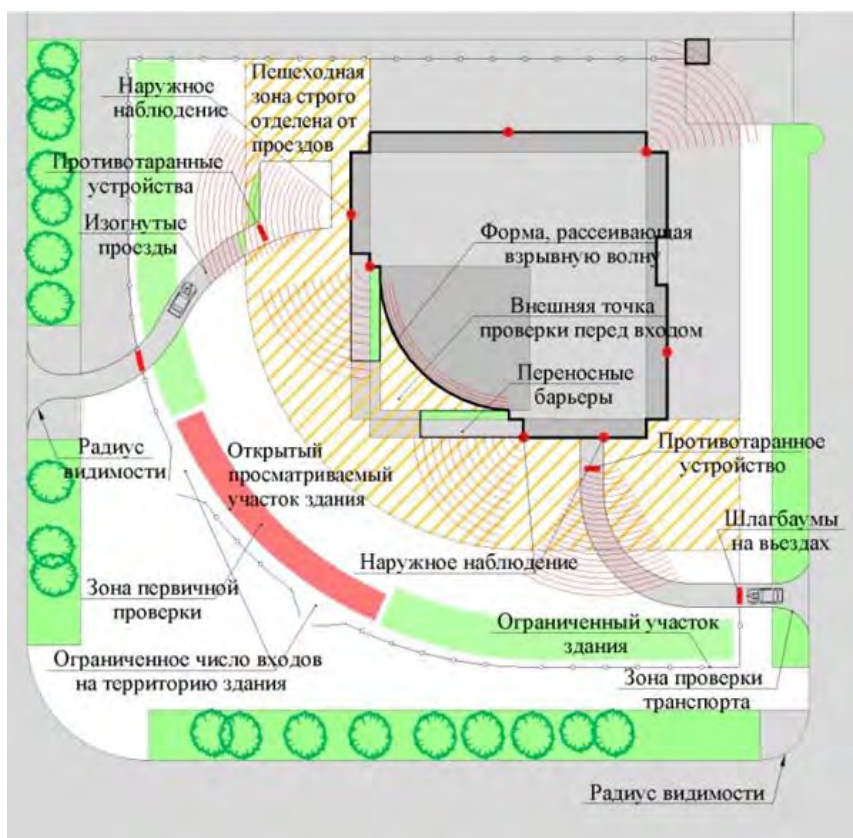 Пешеходная
зона строго
отделена от
проездов
Наружное
наблюдение
Противотаранные
устройства
Изогнутые
проезды
Форма, рассеивающая
взрывную волну
Внешняя точка
проверки перед входом
Переносные
барьеры
Радиус
видимости
Открытый
просматриваемый
участок здания
Противотаранное
устройство
Шлагбаумы
на въездах
Наружное наблюдение
Зона первичной
проверки
Ограниченный участок
здания
Ограниченное число входов
на территорию здания
Зона проверки
транспорта
Радиус видимости